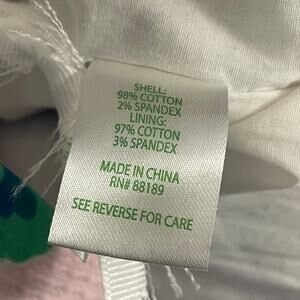 SHELL:
98% COTTON
2% SPANDEX
LINING:
97% COTTON
3% SPANDEX
MADE IN CHINA
RN# 88189
SEE REVERSE FOR CARE